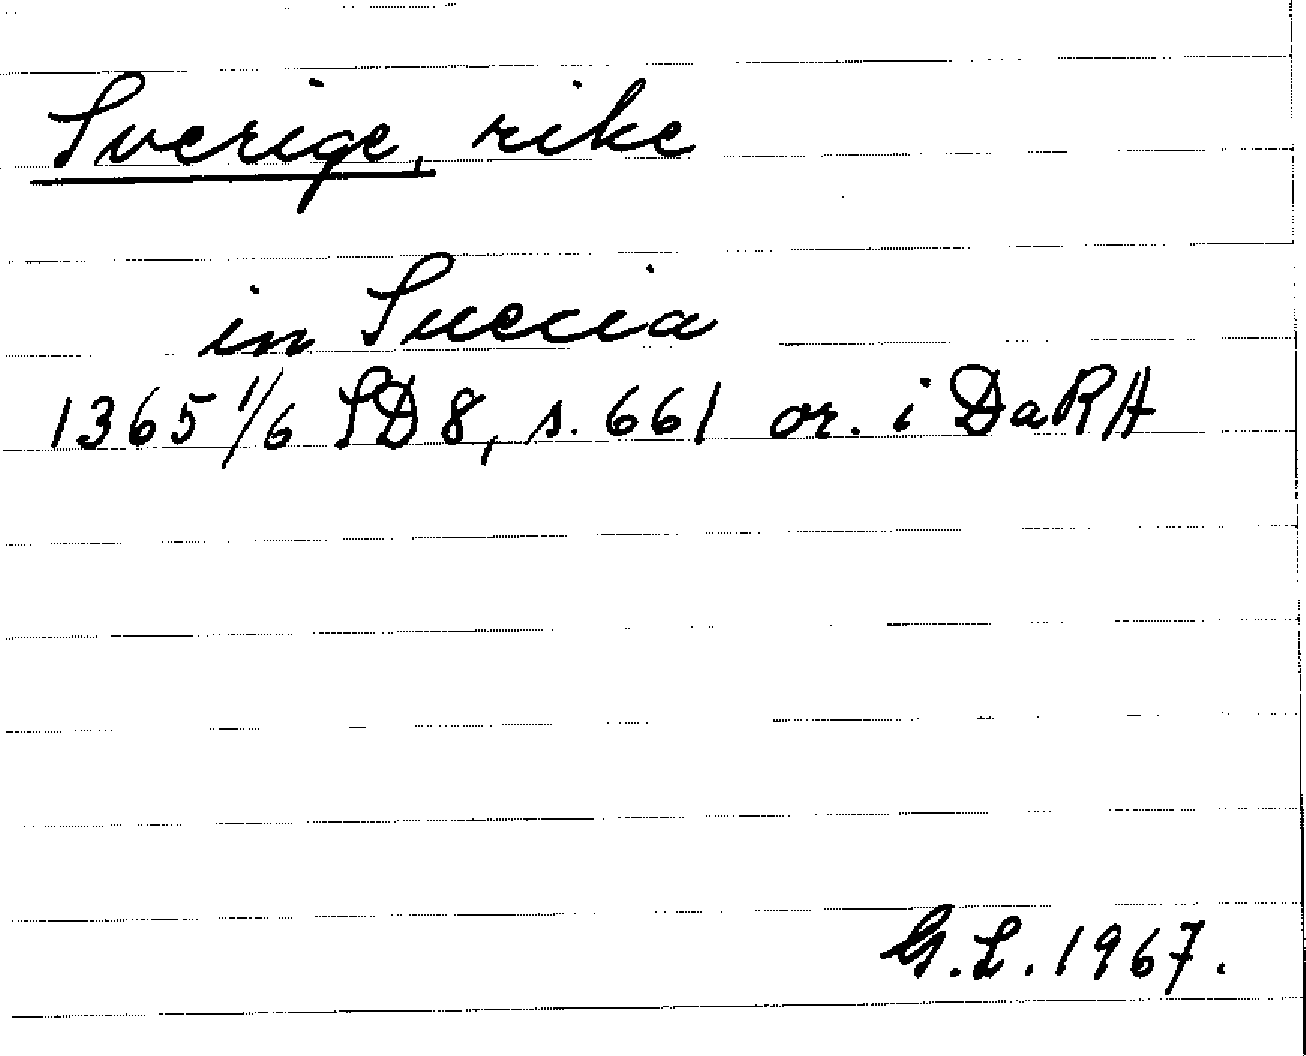 Sverige, rike
in Suecia
1365 1/6 SD 8, s. 661 or. i DaRA
G.L. 1967.